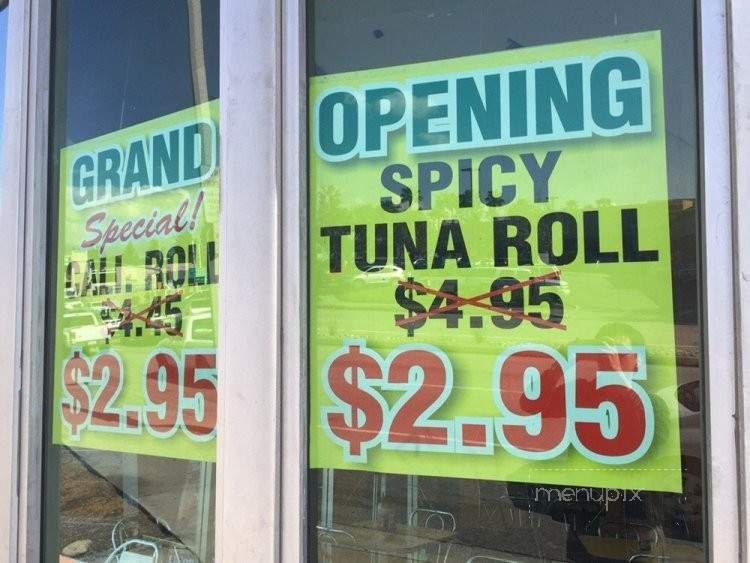 GRAND
Special!
CALI. ROLL
$4.45
$2.95
OPENING
SPICY
TUNA ROLL
$4.95
$2.95
menupix